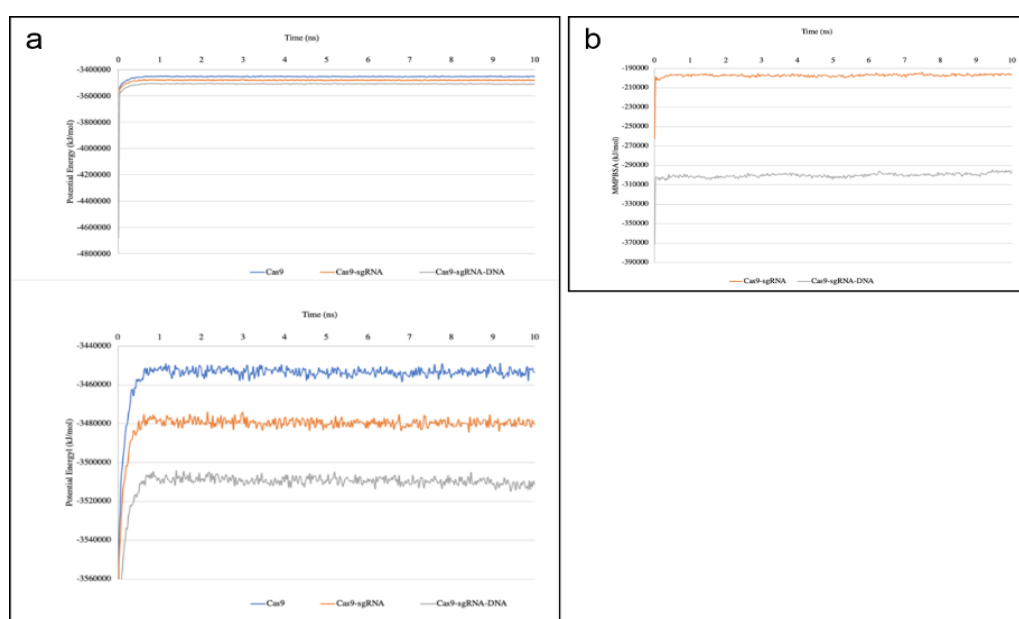 a
Time (ns)
0 1 2 3 4 5 6 7 8 9 10
-3400000
-3600000
-3800000
-4000000
-4200000
-4400000
-4600000
-4800000
Potential Energy (kJ/mol)
Cas9 Cas9-sgRNA Cas9-sgRNA-DNA
Time (ns)
0 1 2 3 4 5 6 7 8 9 10
-3440000
-3460000
-3480000
-3500000
-3520000
-3540000
-3560000
Potential Energyl (kJ/mol)
Cas9 Cas9-sgRNA Cas9-sgRNA-DNA
b
Time (ns)
0 1 2 3 4 5 6 7 8 9 10
-190000
-210000
-230000
-250000
-270000
-290000
-310000
-330000
-350000
-370000
-390000
MMPBSA (kJ/mol)
Cas9-sgRNA Cas9-sgRNA-DNA